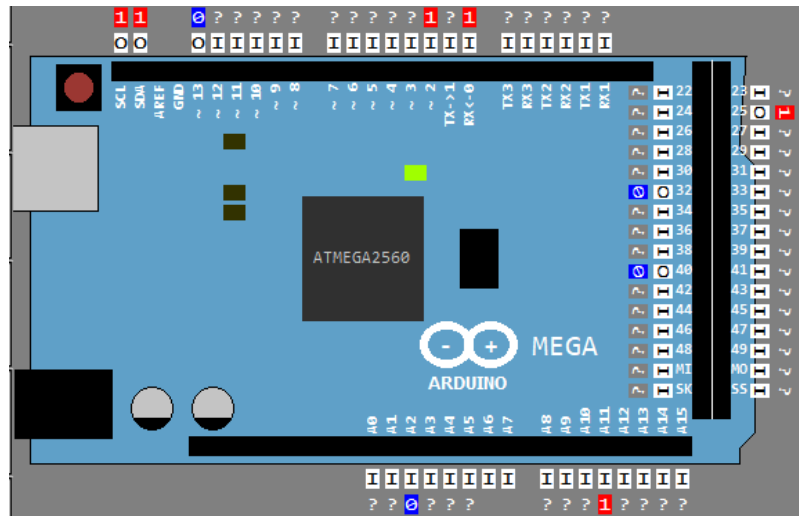 1 1 0 ? ? ? ? ? ? ? ? ? ? 1 ? 1 ? ? ? ? ? ?
O O O I I I I I I I I I I I I I I I I I I I
SCL SDA AREF GND ~ 13 ~ 12 ~ 11 ~ 10 ~ 9 ~ 8 ~ 7 ~ 6 ~ 5 ~ 4 ~ 3 ~ 2 TX->1 RX<-0 TX3 RX3 TX2 RX2 TX1 RX1
? I 22 23 I ?
? I 24 25 O 1
? I 26 27 I ?
? I 28 29 I ?
? I 30 31 I ?
0 O 32 33 I ?
? I 34 35 I ?
? I 36 37 I ?
? I 38 39 I ?
0 O 40 41 I ?
? I 42 43 I ?
? I 44 45 I ?
? I 46 47 I ?
? I 48 49 I ?
? I MI MO I ?
? I SK SS I ?
ATMEGA2560
- + MEGA
ARDUINO
A0 A1 A2 A3 A4 A5 A6 A7 A8 A9 A10 A11 A12 A13 A14 A15
I I I I I I I I I I I I I I I I
? ? 0 ? ? ? ? ? ? 1 ? ? ? ?